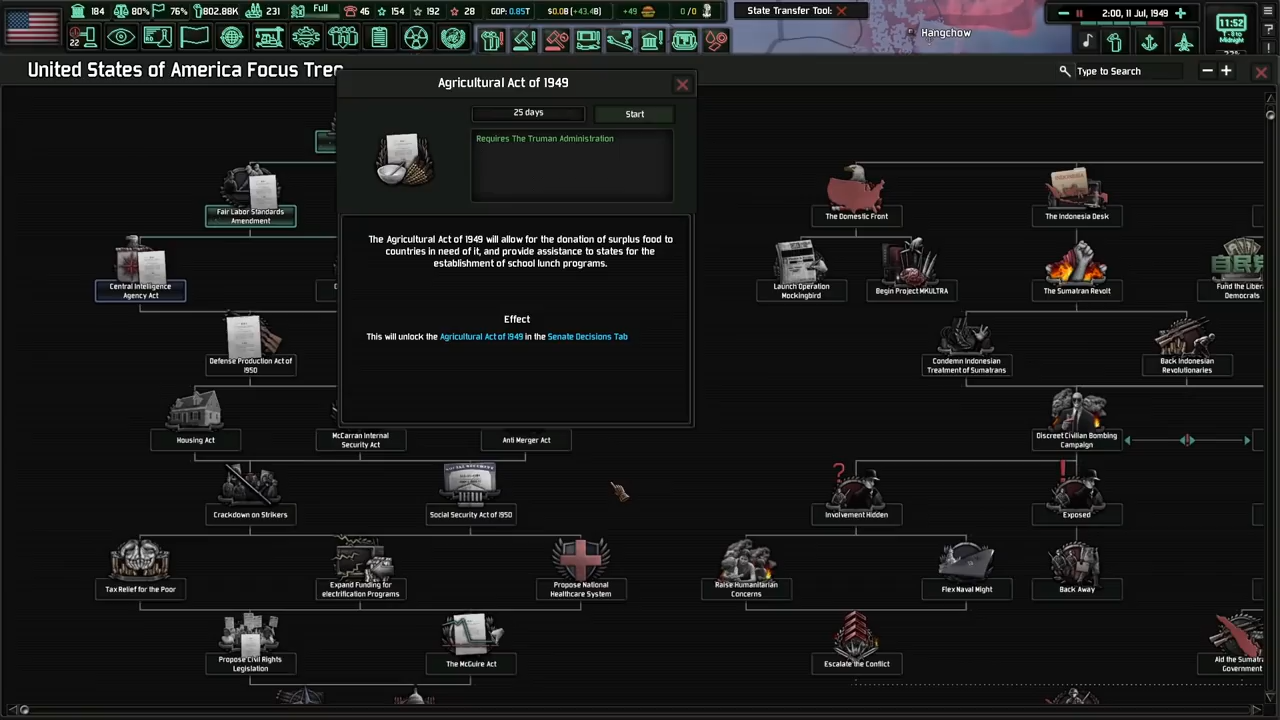 184 80% 76% 802.88K 231 Full 46 154 192 28 GDP: 0.85T $0.08 (+43.4B) +49 0/0
State Transfer Tool:
2:00, 11 Jul, 1949
11:52
22
Hangchow
United States of America Focus Tree
Type to Search
Agricultural Act of 1949
25 days
Start
Requires The Truman Administration
The Agricultural Act of 1949 will allow for the donation of surplus food to
countries in need of it, and provide assistance to states for the
establishment of school lunch programs.
Effect
This will unlock the Agricultural Act of 1949 in the Senate Decisions Tab
Fair Labor Standards
Amendment
The Domestic Front
The Indonesia Desk
Central Intelligence
Agency Act
Launch Operation
Mockingbird
Begin Project MKULTRA
The Sumatran Revolt
Fund the Liber
Democrats
Defense Production Act of
1950
Condemn Indonesian
Treatment of Sumatrans
Back Indonesian
Revolutionaries
Housing Act
McCarran Internal
Security Act
Anti Merger Act
Discreet Civilian Bombing
Campaign
Crackdown on Strikers
Social Security Act of 1950
Involvement Hidden
Exposed
Tax Relief for the Poor
Expand Funding for
electrification Programs
Propose National
Healthcare System
Raise Humanitarian
Concerns
Flex Naval Might
Back Away
Propose Civil Rights
Legislation
The McGuire Act
Escalate the Conflict
Aid the Sumat
Government